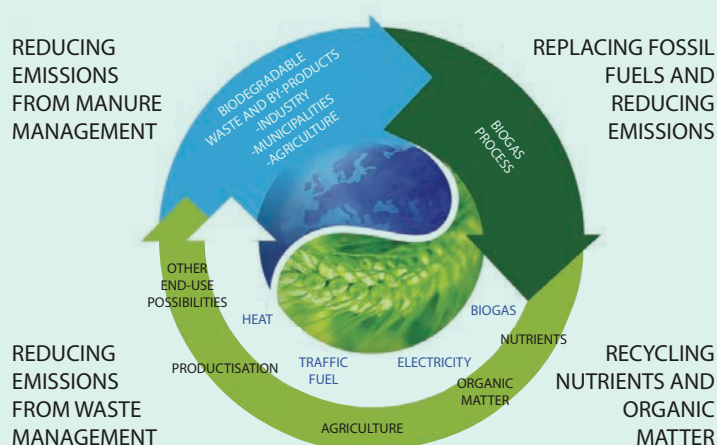 REDUCING
EMISSIONS
FROM MANURE
MANAGEMENT
REPLACING FOSSIL
FUELS AND
REDUCING
EMISSIONS
BIODEGRADABLE
WASTE AND BY-PRODUCTS
-INDUSTRY
-MUNICIPALITIES
-AGRICULTURE
BIOGAS
PROCESS
OTHER
END-USE
POSSIBILITIES
HEAT
BIOGAS
NUTRIENTS
PRODUCTISATION
TRAFFIC
FUEL
ELECTRICITY
ORGANIC
MATTER
AGRICULTURE
REDUCING
EMISSIONS
FROM WASTE
MANAGEMENT
RECYCLING
NUTRIENTS AND
ORGANIC
MATTER